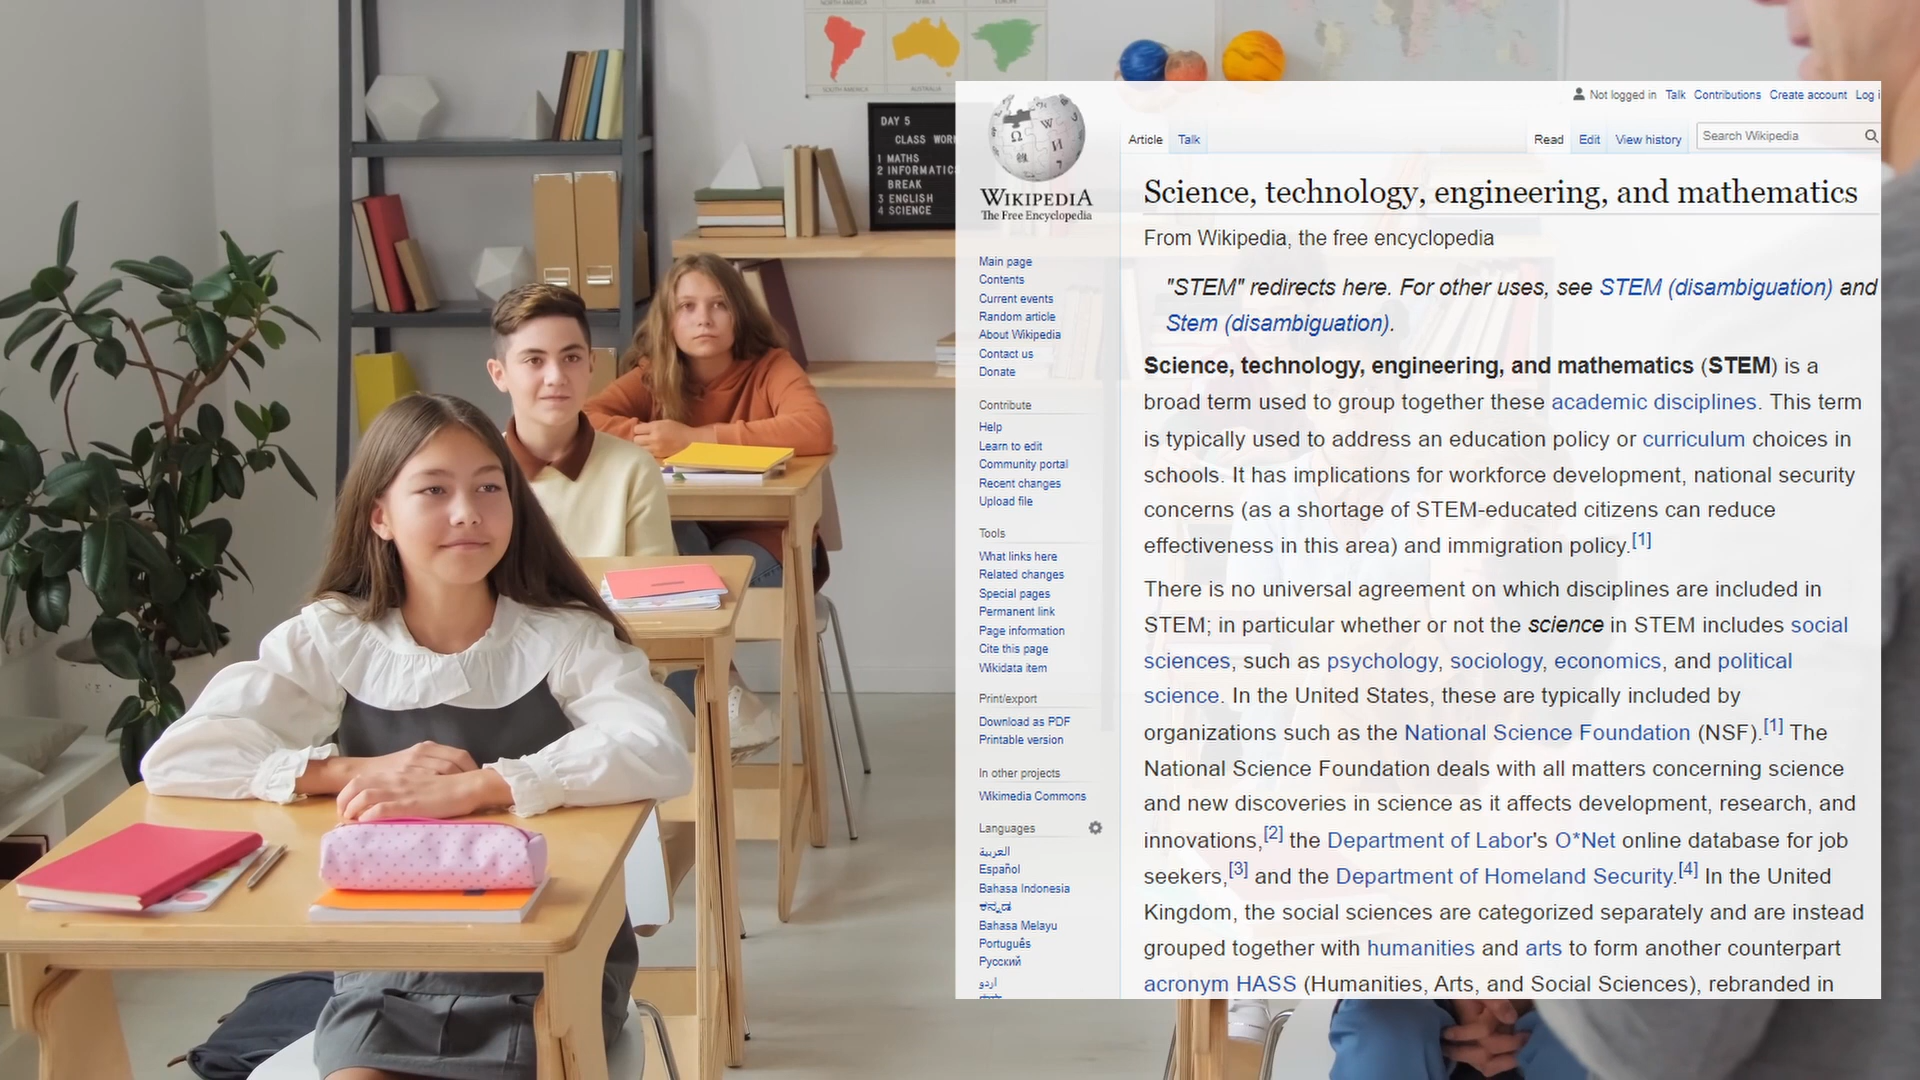 NORTH AMERICA
AFRICA
EUROPE
SOUTH AMERICA
AUSTRALIA
DAY 5
CLASS WOR
1 MATHS
2 INFORMATIC
BREAK
3 ENGLISH
4 SCIENCE
WIKIPEDIA
The Free Encyclopedia
Main page
Contents
Current events
Random article
About Wikipedia
Contact us
Donate
Contribute
Help
Learn to edit
Community portal
Recent changes
Upload file
Tools
What links here
Related changes
Special pages
Permanent link
Page information
Cite this page
Wikidata item
Print/export
Download as PDF
Printable version
In other projects
Wikimedia Commons
Languages
العربية
Español
Bahasa Indonesia
ಕನ್ನಡ
Bahasa Melayu
Português
Русский
اردو
Not logged in Talk Contributions Create account Log i
Article Talk Read Edit View history Search Wikipedia
Science, technology, engineering, and mathematics
From Wikipedia, the free encyclopedia
"STEM" redirects here. For other uses, see STEM (disambiguation) and
Stem (disambiguation).
Science, technology, engineering, and mathematics (STEM) is a
broad term used to group together these academic disciplines. This term
is typically used to address an education policy or curriculum choices in
schools. It has implications for workforce development, national security
concerns (as a shortage of STEM-educated citizens can reduce
effectiveness in this area) and immigration policy.[1]
There is no universal agreement on which disciplines are included in
STEM; in particular whether or not the science in STEM includes social
sciences, such as psychology, sociology, economics, and political
science. In the United States, these are typically included by
organizations such as the National Science Foundation (NSF).[1] The
National Science Foundation deals with all matters concerning science
and new discoveries in science as it affects development, research, and
innovations,[2] the Department of Labor's O*Net online database for job
seekers,[3] and the Department of Homeland Security.[4] In the United
Kingdom, the social sciences are categorized separately and are instead
grouped together with humanities and arts to form another counterpart
acronym HASS (Humanities, Arts, and Social Sciences), rebranded in